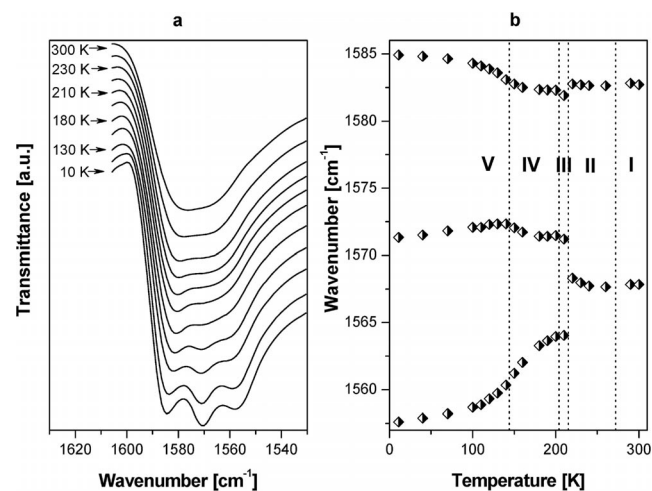 a
300 K
230 K
210 K
180 K
130 K
10 K
Transmittance [a.u.]
1620 1600 1580 1560 1540
Wavenumber [cm-1]
b
1585
1580
1575
1570
1565
1560
Wavenumber [cm-1]
V IV III II I
0 100 200 300
Temperature [K]